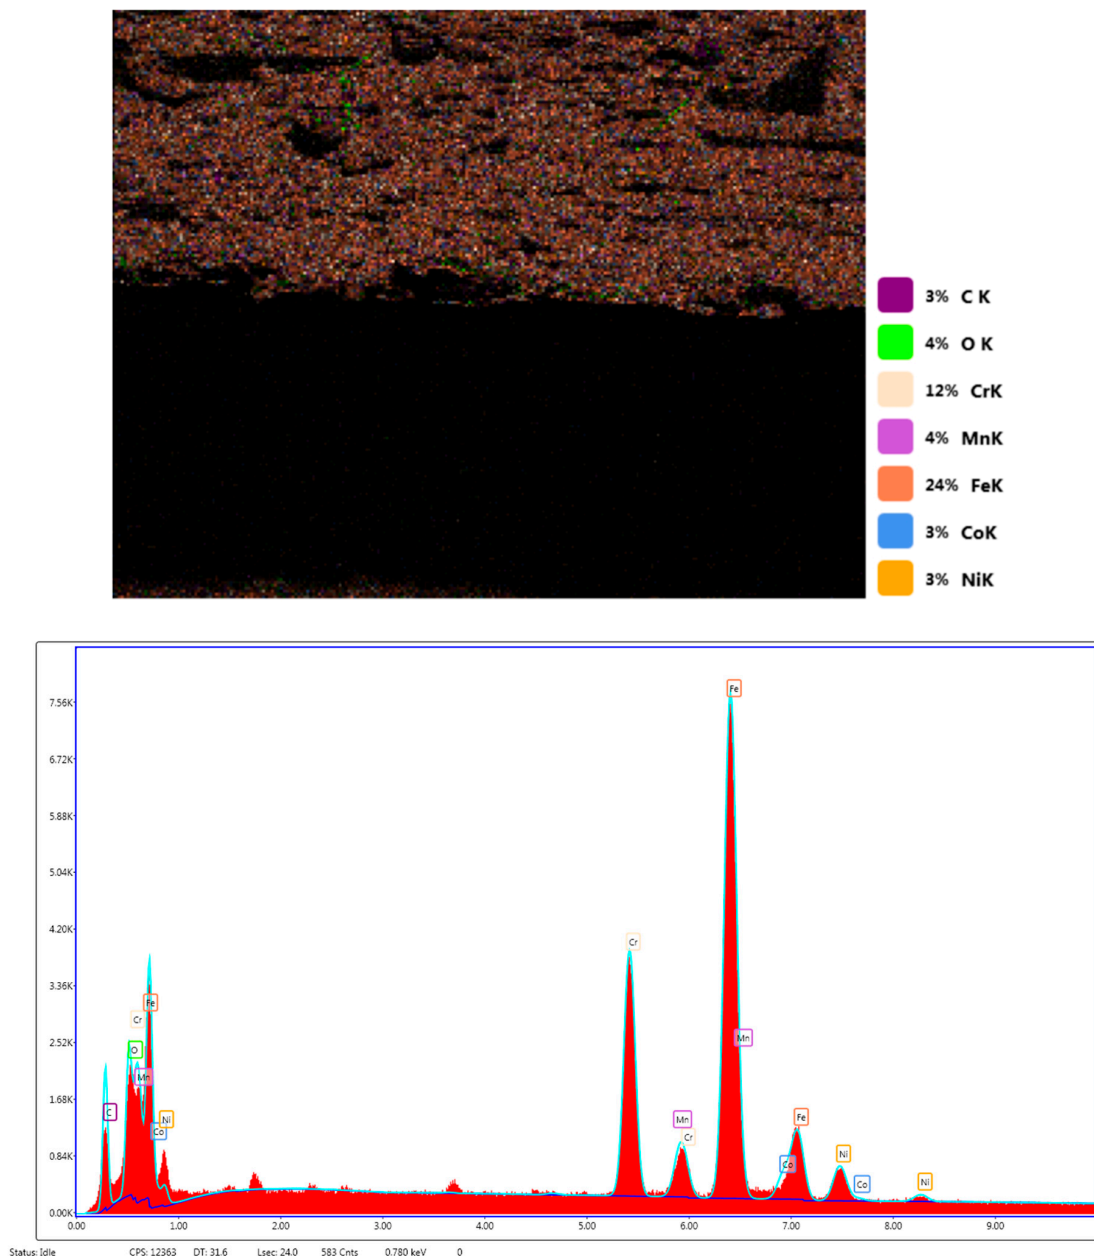 3% C K
4% O K
12% CrK
4% MnK
24% FeK
3% CoK
3% NiK
7.56K
6.72K
5.88K
5.04K
4.20K
3.36K
2.52K
1.68K
0.84K
0.00K
Fe
Cr
Fe
Cr
O
Mn
Mn
C
Ni
Co
Mn
Cr
Fe
Co
Ni
Co
Ni
0.00 1.00 2.00 3.00 4.00 5.00 6.00 7.00 8.00 9.00
Status: Idle CPS: 12363 DT: 31.6 Lsec: 24.0 583 Cnts 0.780 keV 0